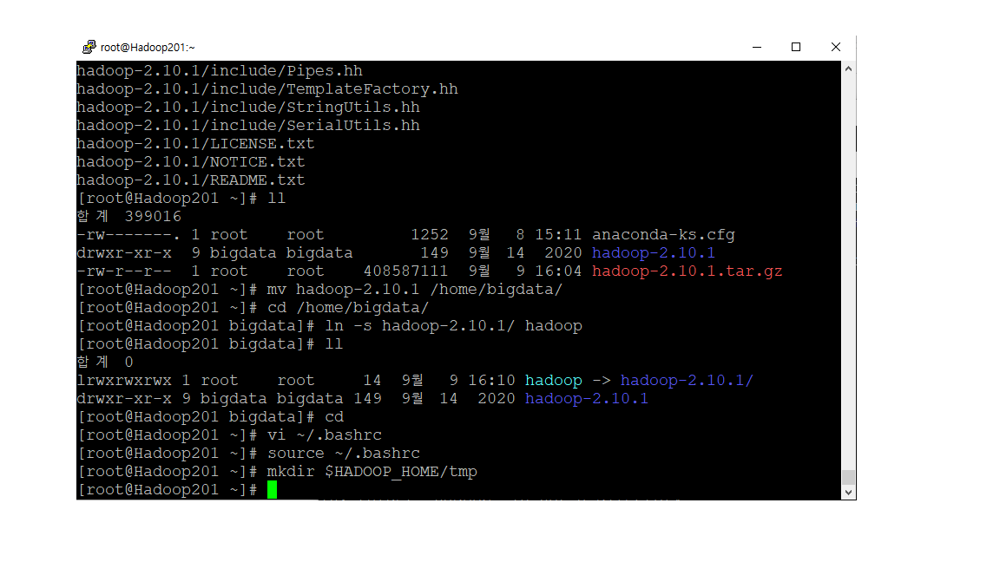 root@Hadoop201:~
hadoop-2.10.1/include/Pipes.hh
hadoop-2.10.1/include/TemplateFactory.hh
hadoop-2.10.1/include/StringUtils.hh
hadoop-2.10.1/include/SerialUtils.hh
hadoop-2.10.1/LICENSE.txt
hadoop-2.10.1/NOTICE.txt
hadoop-2.10.1/README.txt
[root@Hadoop201 ~]# ll
합계 399016
-rw-------. 1 root    root         1252  9월   8 15:11 anaconda-ks.cfg
drwxr-xr-x  9 bigdata bigdata       149  9월  14  2020 hadoop-2.10.1
-rw-r--r--  1 root    root    408587111  9월   9 16:04 hadoop-2.10.1.tar.gz
[root@Hadoop201 ~]# mv hadoop-2.10.1 /home/bigdata/
[root@Hadoop201 ~]# cd /home/bigdata/
[root@Hadoop201 bigdata]# ln -s hadoop-2.10.1/ hadoop
[root@Hadoop201 bigdata]# ll
합계 0
lrwxrwxrwx 1 root    root     14  9월   9 16:10 hadoop -> hadoop-2.10.1/
drwxr-xr-x 9 bigdata bigdata 149  9월  14  2020 hadoop-2.10.1
[root@Hadoop201 bigdata]# cd
[root@Hadoop201 ~]# vi ~/.bashrc
[root@Hadoop201 ~]# source ~/.bashrc
[root@Hadoop201 ~]# mkdir $HADOOP_HOME/tmp
[root@Hadoop201 ~]#